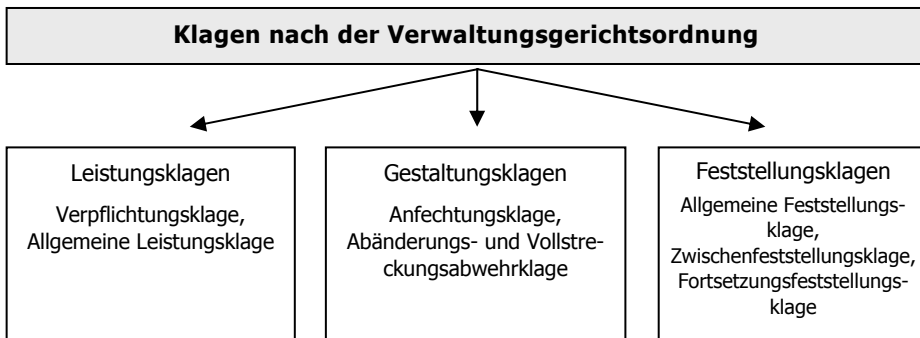 Klagen nach der Verwaltungsgerichtsordnung
Leistungsklagen
Verpflichtungsklage,
Allgemeine Leistungsklage
Gestaltungsklagen
Anfechtungsklage,
Abänderungs- und Vollstre-
ckungsabwehrklage
Feststellungsklagen
Allgemeine Feststellungs-
klage,
Zwischenfeststellungsklage,
Fortsetzungsfeststellungs-
klage